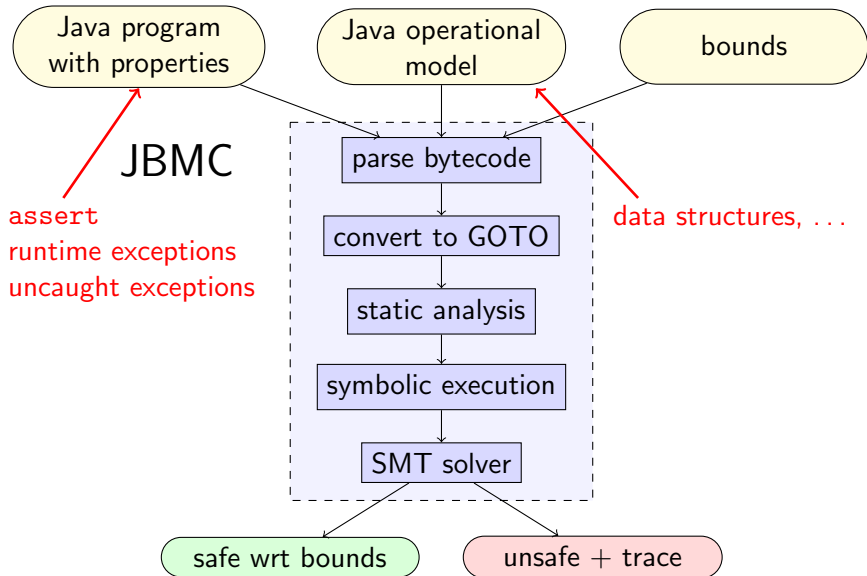 Java program
with properties
Java operational
model
bounds
JBMC
parse bytecode
assert
runtime exceptions
uncaught exceptions
data structures, ...
convert to GOTO
static analysis
symbolic execution
SMT solver
safe wrt bounds
unsafe + trace